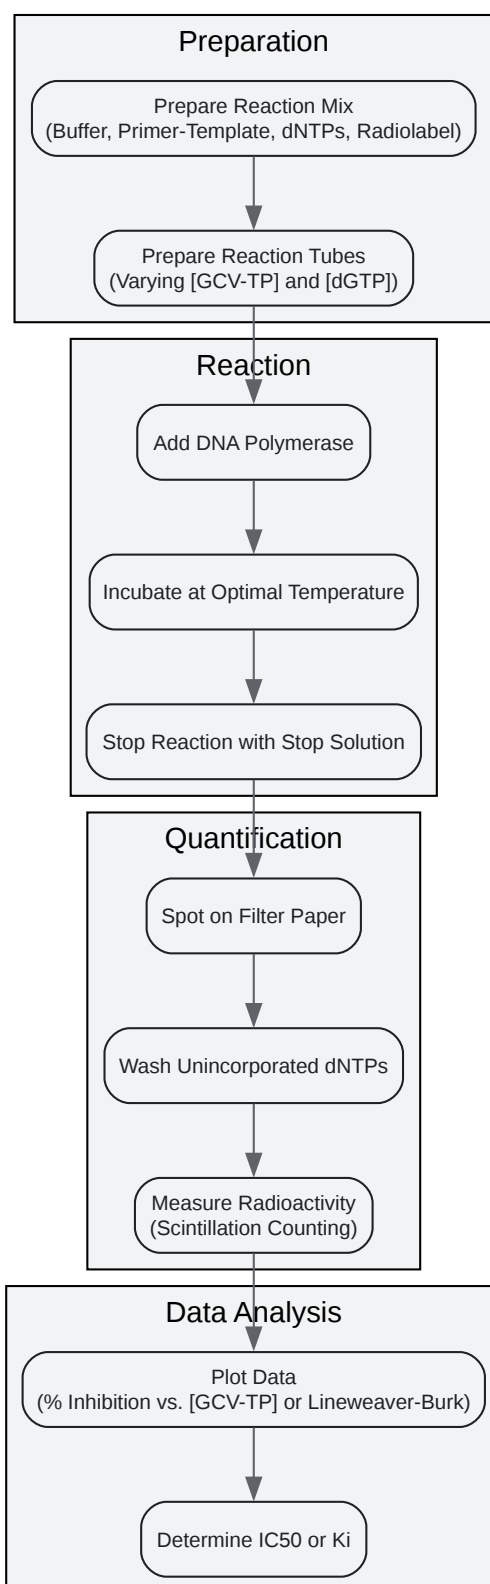 Preparation
Prepare Reaction Mix
(Buffer, Primer-Template, dNTPs, Radiolabel)
Prepare Reaction Tubes
(Varying [GCV-TP] and [dGTP])
Reaction
Add DNA Polymerase
Incubate at Optimal Temperature
Stop Reaction with Stop Solution
Quantification
Spot on Filter Paper
Wash Unincorporated dNTPs
Measure Radioactivity
(Scintillation Counting)
Data Analysis
Plot Data
(% Inhibition vs. [GCV-TP] or Lineweaver-Burk)
Determine IC50 or Ki